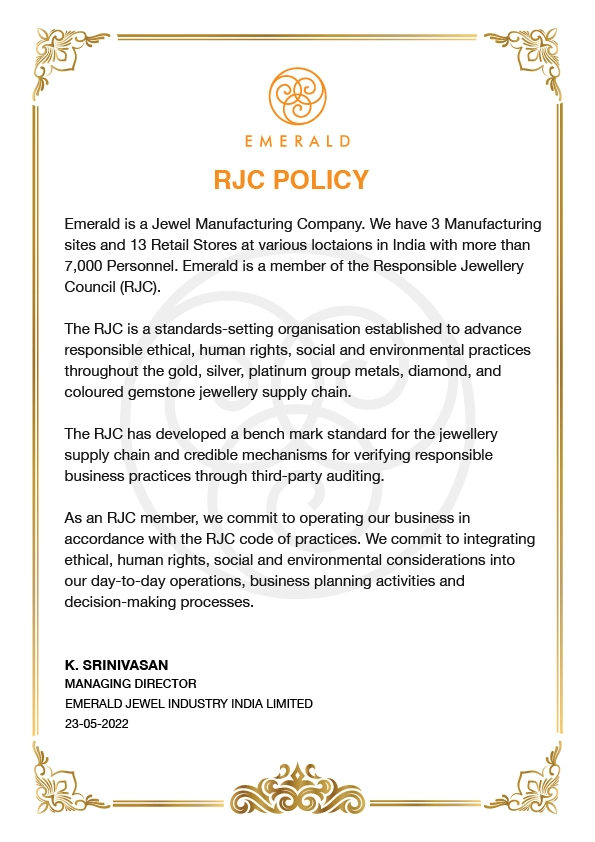 EMERALD
RJC POLICY
Emerald is a Jewel Manufacturing Company. We have 3 Manufacturing
sites and 13 Retail Stores at various loctaions in India with more than
7,000 Personnel. Emerald is a member of the Responsible Jewellery
Council (RJC).
The RJC is a standards-setting organisation established to advance
responsible ethical, human rights, social and environmental practices
throughout the gold, silver, platinum group metals, diamond, and
coloured gemstone jewellery supply chain.
The RJC has developed a bench mark standard for the jewellery
supply chain and credible mechanisms for verifying responsible
business practices through third-party auditing.
As an RJC member, we commit to operating our business in
accordance with the RJC code of practices. We commit to integrating
ethical, human rights, social and environmental considerations into
our day-to-day operations, business planning activities and
decision-making processes.
K. SRINIVASAN
MANAGING DIRECTOR
EMERALD JEWEL INDUSTRY INDIA LIMITED
23-05-2022